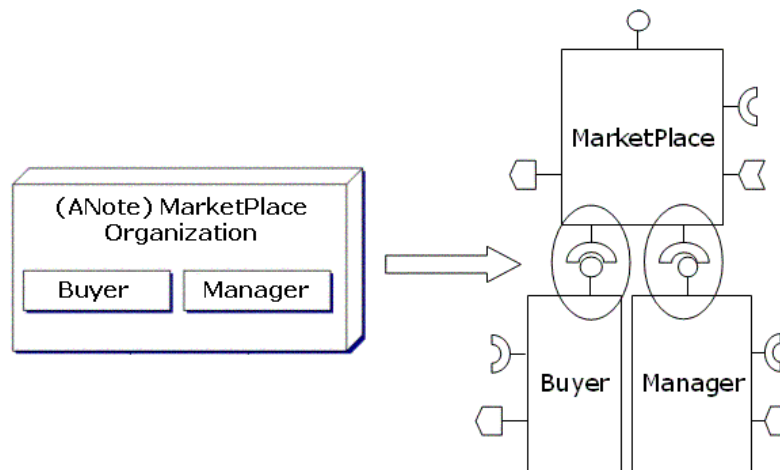 (ANote) MarketPlace
Organization
Buyer
Manager
MarketPlace
Buyer
Manager